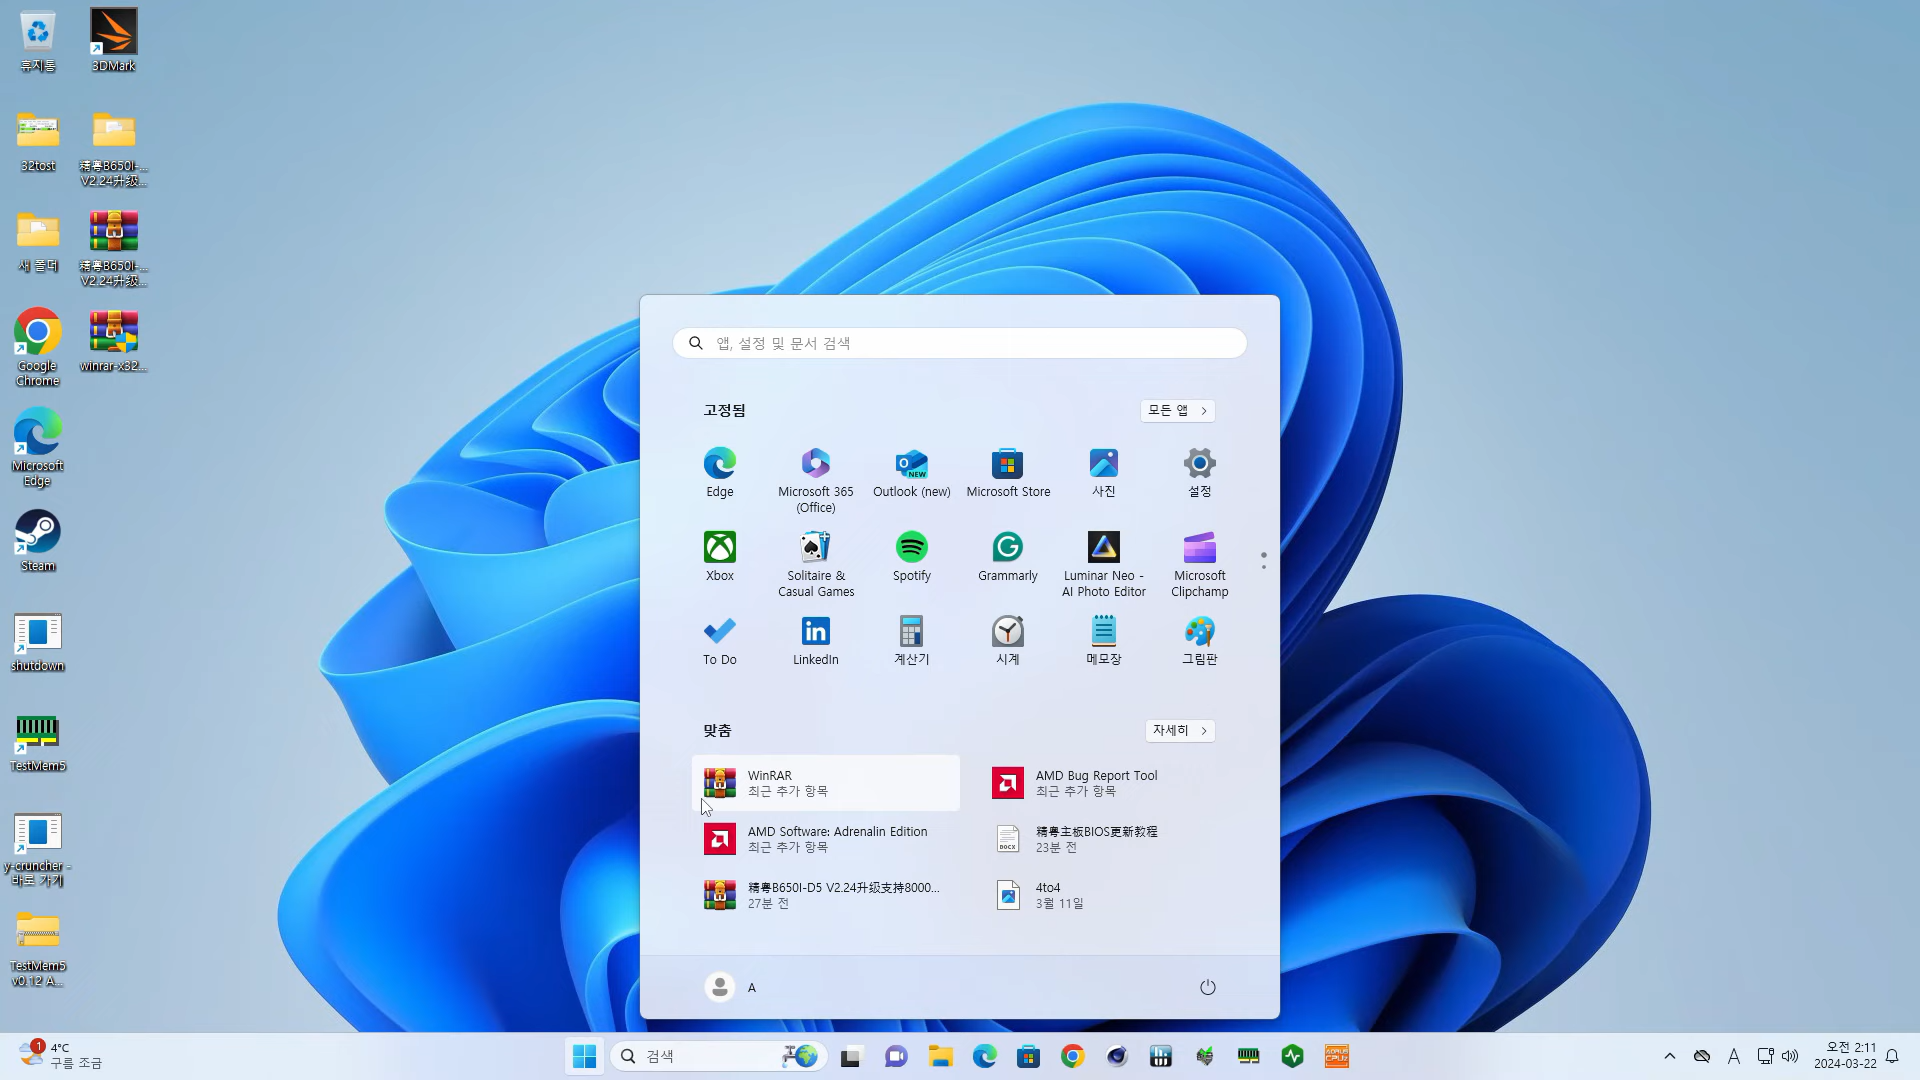 휴지통
3DMark
32tost
精粤B650I-...
V2.24升级...
새 폴더
精粤B650I-...
V2.24升级...
Google
Chrome
winrar-x32...
Microsoft
Edge
Steam
shutdown
TestMem5
y-cruncher -
바로 가기
TestMem5
v0.12 A...
앱, 설정 및 문서 검색
고정됨
모든 앱
Edge
Microsoft 365
(Office)
Outlook (new)
Microsoft Store
사진
설정
Xbox
Solitaire &
Casual Games
Spotify
Grammarly
Luminar Neo -
AI Photo Editor
Microsoft
Clipchamp
To Do
LinkedIn
계산기
시계
메모장
그림판
맞춤
자세히
WinRAR
최근 추가 항목
AMD Bug Report Tool
최근 추가 항목
AMD Software: Adrenalin Edition
최근 추가 항목
精粤主板BIOS更新教程
23분 전
精粤B650I-D5 V2.24升级支持8000...
27분 전
4to4
3월 11일
A
1
4°C
구름 조금
검색
A
오전 2:11
2024-03-22